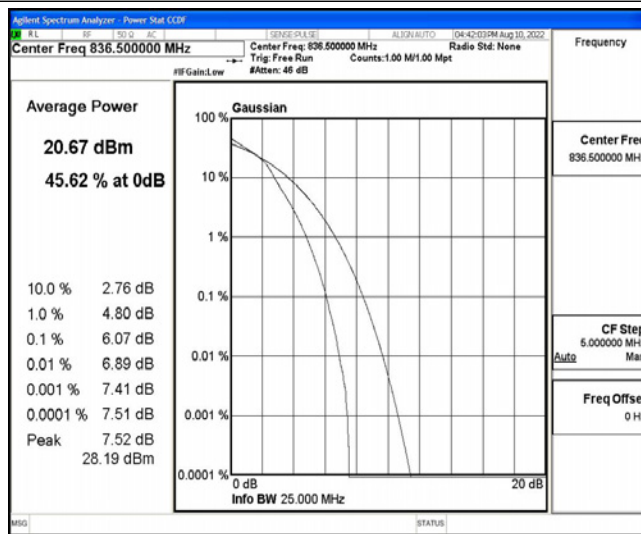 Agilent Spectrum Analyzer - Power Stat CCDF
RL RF 50 Ω AC SENSE:PULSE ALIGN AUTO 04:42:03 PM Aug 10, 2022
Center Freq 836.500000 MHz
Center Freq: 836.500000 MHz Radio Std: None
Trig: Free Run Counts:1.00 M/1.00 Mpt
#IFGain:Low #Atten: 46 dB
Frequency
Average Power
20.67 dBm
45.62 % at 0dB
10.0 % 2.76 dB
1.0 % 4.80 dB
0.1 % 6.07 dB
0.01 % 6.89 dB
0.001 % 7.41 dB
0.0001 % 7.51 dB
Peak 7.52 dB
28.19 dBm
Gaussian
100 %
10 %
1 %
0.1 %
0.01 %
0.001 %
0.0001 %
0 dB 20 dB
Info BW 25.000 MHz
Center Fre
836.500000 MH
CF Step
5.000000 MH
Auto Ma
Freq Offse
0 H
MSG STATUS